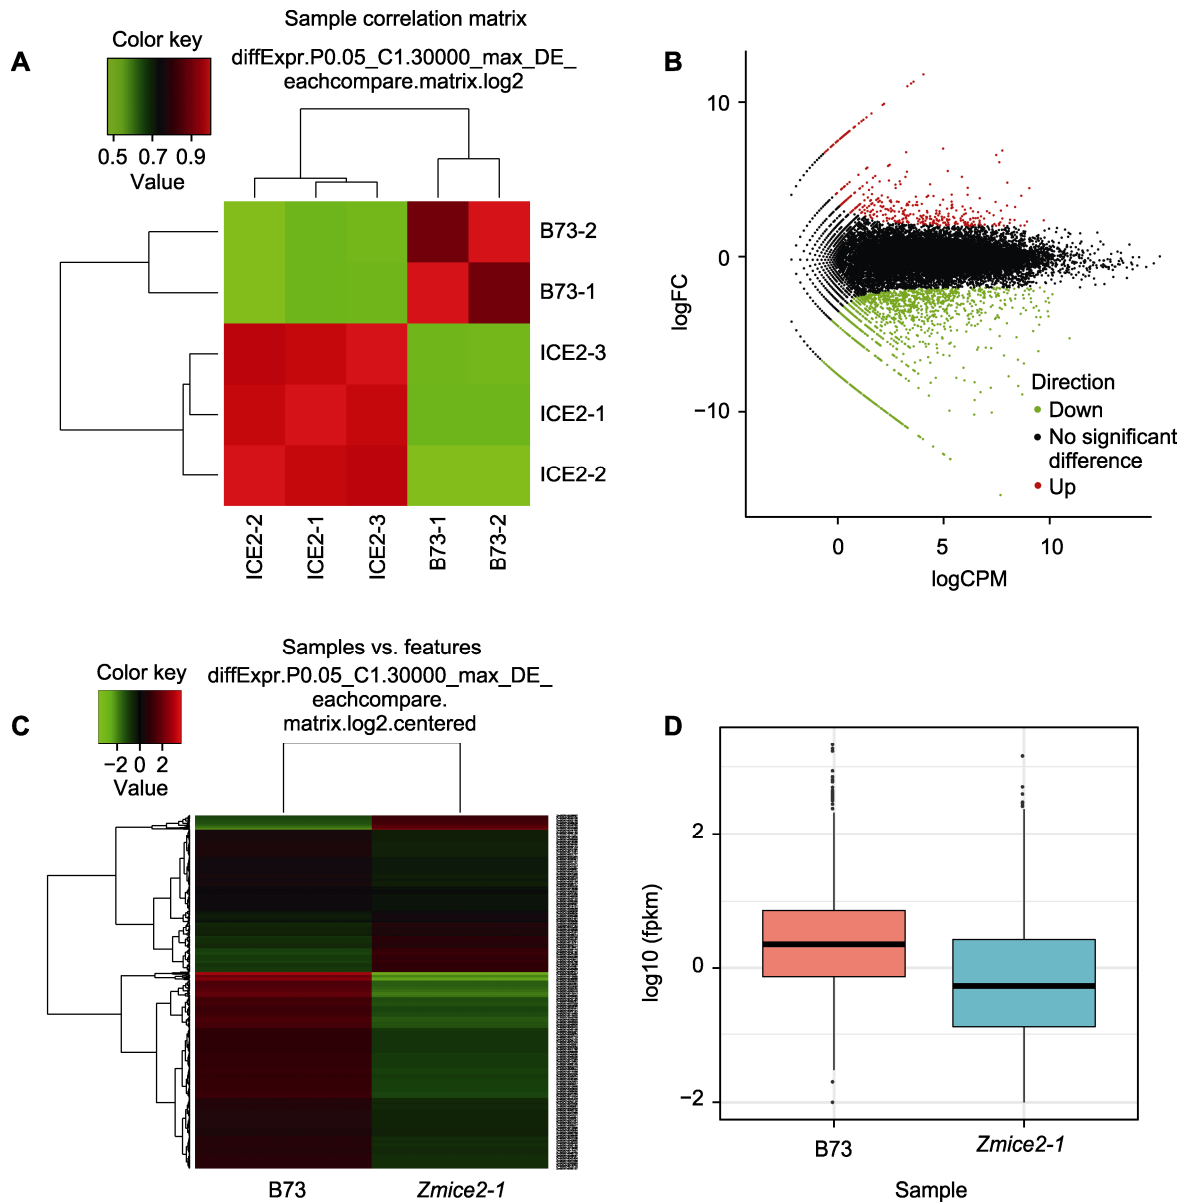 A
Color key
0.5 0.7 0.9
Value
Sample correlation matrix
diffExpr.P0.05_C1.30000_max_DE_
eachcompare.matrix.log2
B73-2
B73-1
ICE2-3
ICE2-1
ICE2-2
ICE2-2
ICE2-1
ICE2-3
B73-1
B73-2
B
10
0
−10
logFC
Direction
Down
No significant
difference
Up
0 5 10
logCPM
C
Color key
−2 0 2
Value
Samples vs. features
diffExpr.P0.05_C1.30000_max_DE_
eachcompare.
matrix.log2.centered
B73 Zmice2-1
D
2
0
−2
log10 (fpkm)
B73 Zmice2-1
Sample